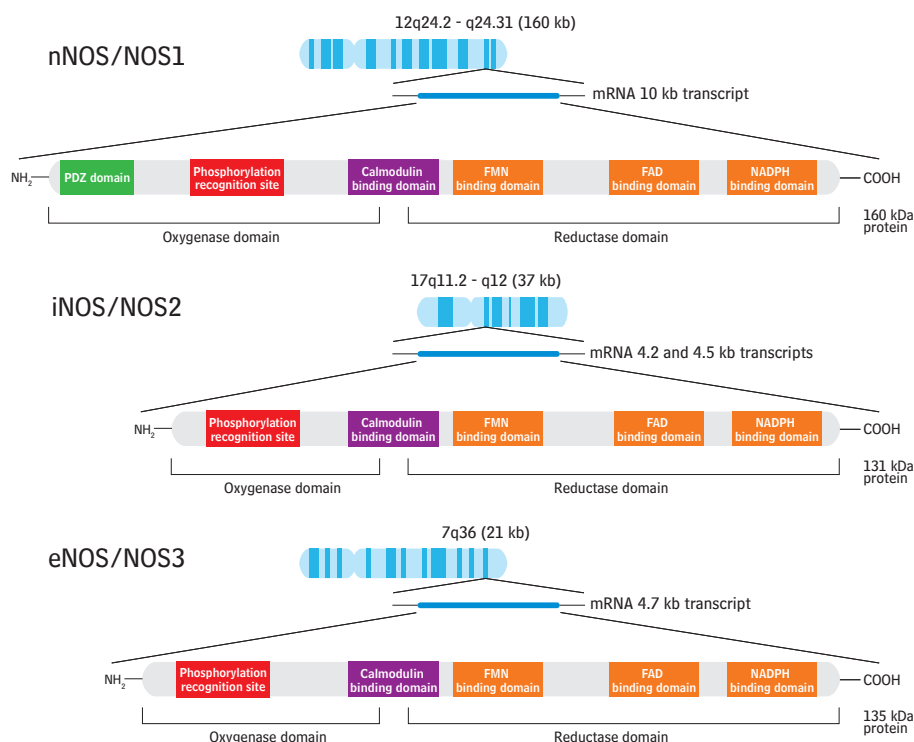 12q24.2 - q24.31 (160 kb)
nNOS/NOS1
mRNA 10 kb transcript
NH2
PDZ domain
Phosphorylation
recognition site
Calmodulin
binding domain
FMN
binding domain
FAD
binding domain
NADPH
binding domain
COOH
Oxygenase domain
Reductase domain
160 kDa
protein
17q11.2 - q12 (37 kb)
iNOS/NOS2
mRNA 4.2 and 4.5 kb transcripts
NH2
Phosphorylation
recognition site
Calmodulin
binding domain
FMN
binding domain
FAD
binding domain
NADPH
binding domain
COOH
Oxygenase domain
Reductase domain
131 kDa
protein
7q36 (21 kb)
eNOS/NOS3
mRNA 4.7 kb transcript
NH2
Phosphorylation
recognition site
Calmodulin
binding domain
FMN
binding domain
FAD
binding domain
NADPH
binding domain
COOH
Oxygenase domain
Reductase domain
135 kDa
protein